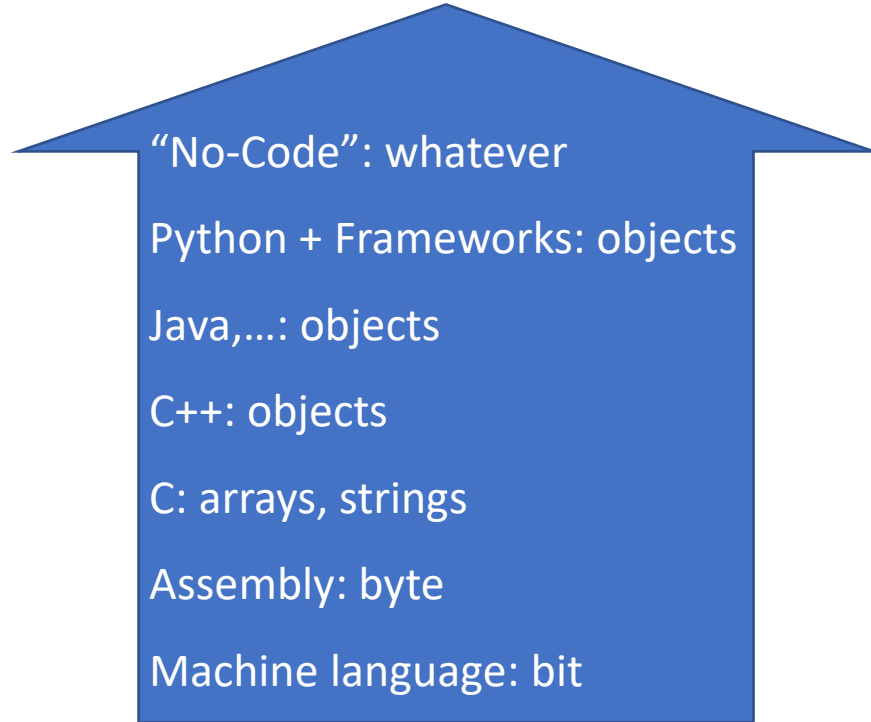 “No-Code”: whatever
Python + Frameworks: objects
Java,…: objects
C++: objects
C: arrays, strings
Assembly: byte
Machine language: bit